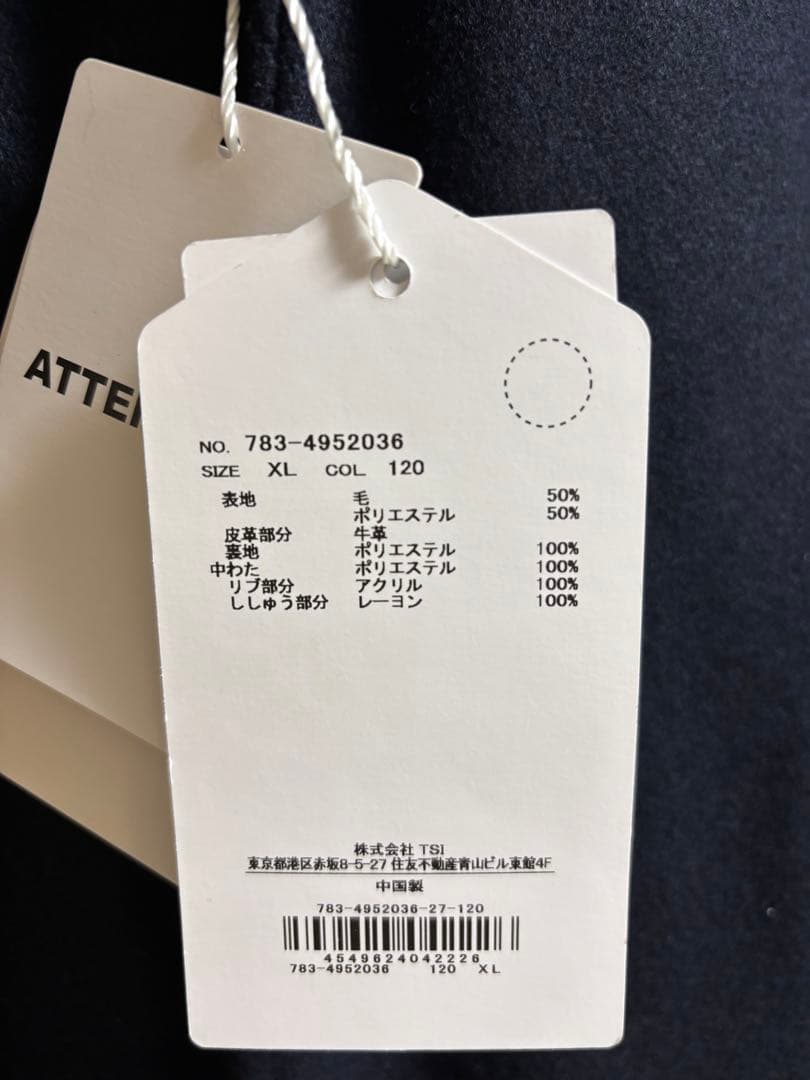 NO. 783-4952036
SIZE XL COL 120
表地 毛 50%
ポリエステル 50%
皮革部分 牛革
裏地 ポリエステル 100%
中わた ポリエステル 100%
リブ部分 アクリル 100%
ししゅう部分 レーヨン 100%
株式会社 TSI
東京都港区赤坂8-5-27 住友不動産青山ビル東館4F
中国製
783-4952036-27-120
4549624042226
783-4952036 120 XL